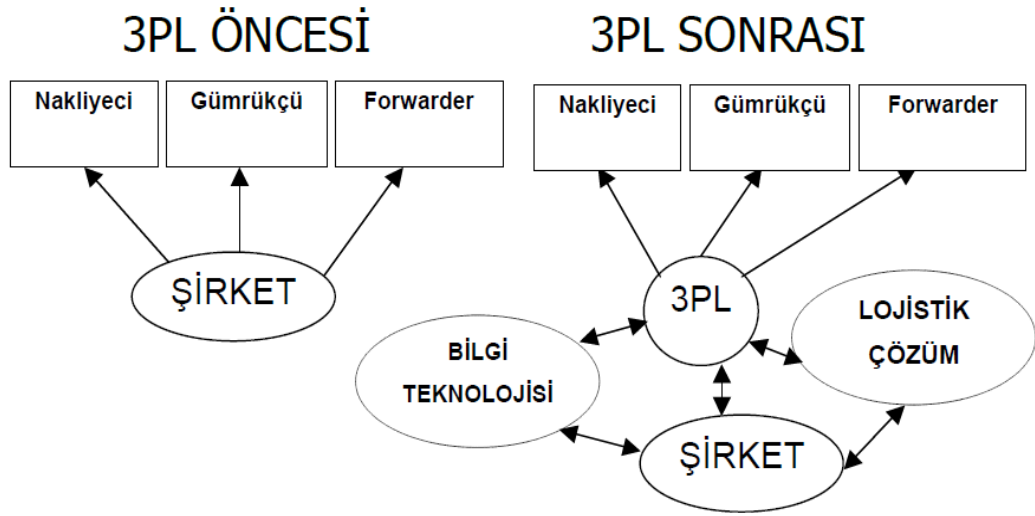 3PL ÖNCESİ
Nakliyeci
Gümrükçü
Forwarder
ŞİRKET
3PL SONRASI
Nakliyeci
Gümrükçü
Forwarder
3PL
LOJİSTİK
ÇÖZÜM
BİLGİ
TEKNOLOJİSİ
ŞİRKET